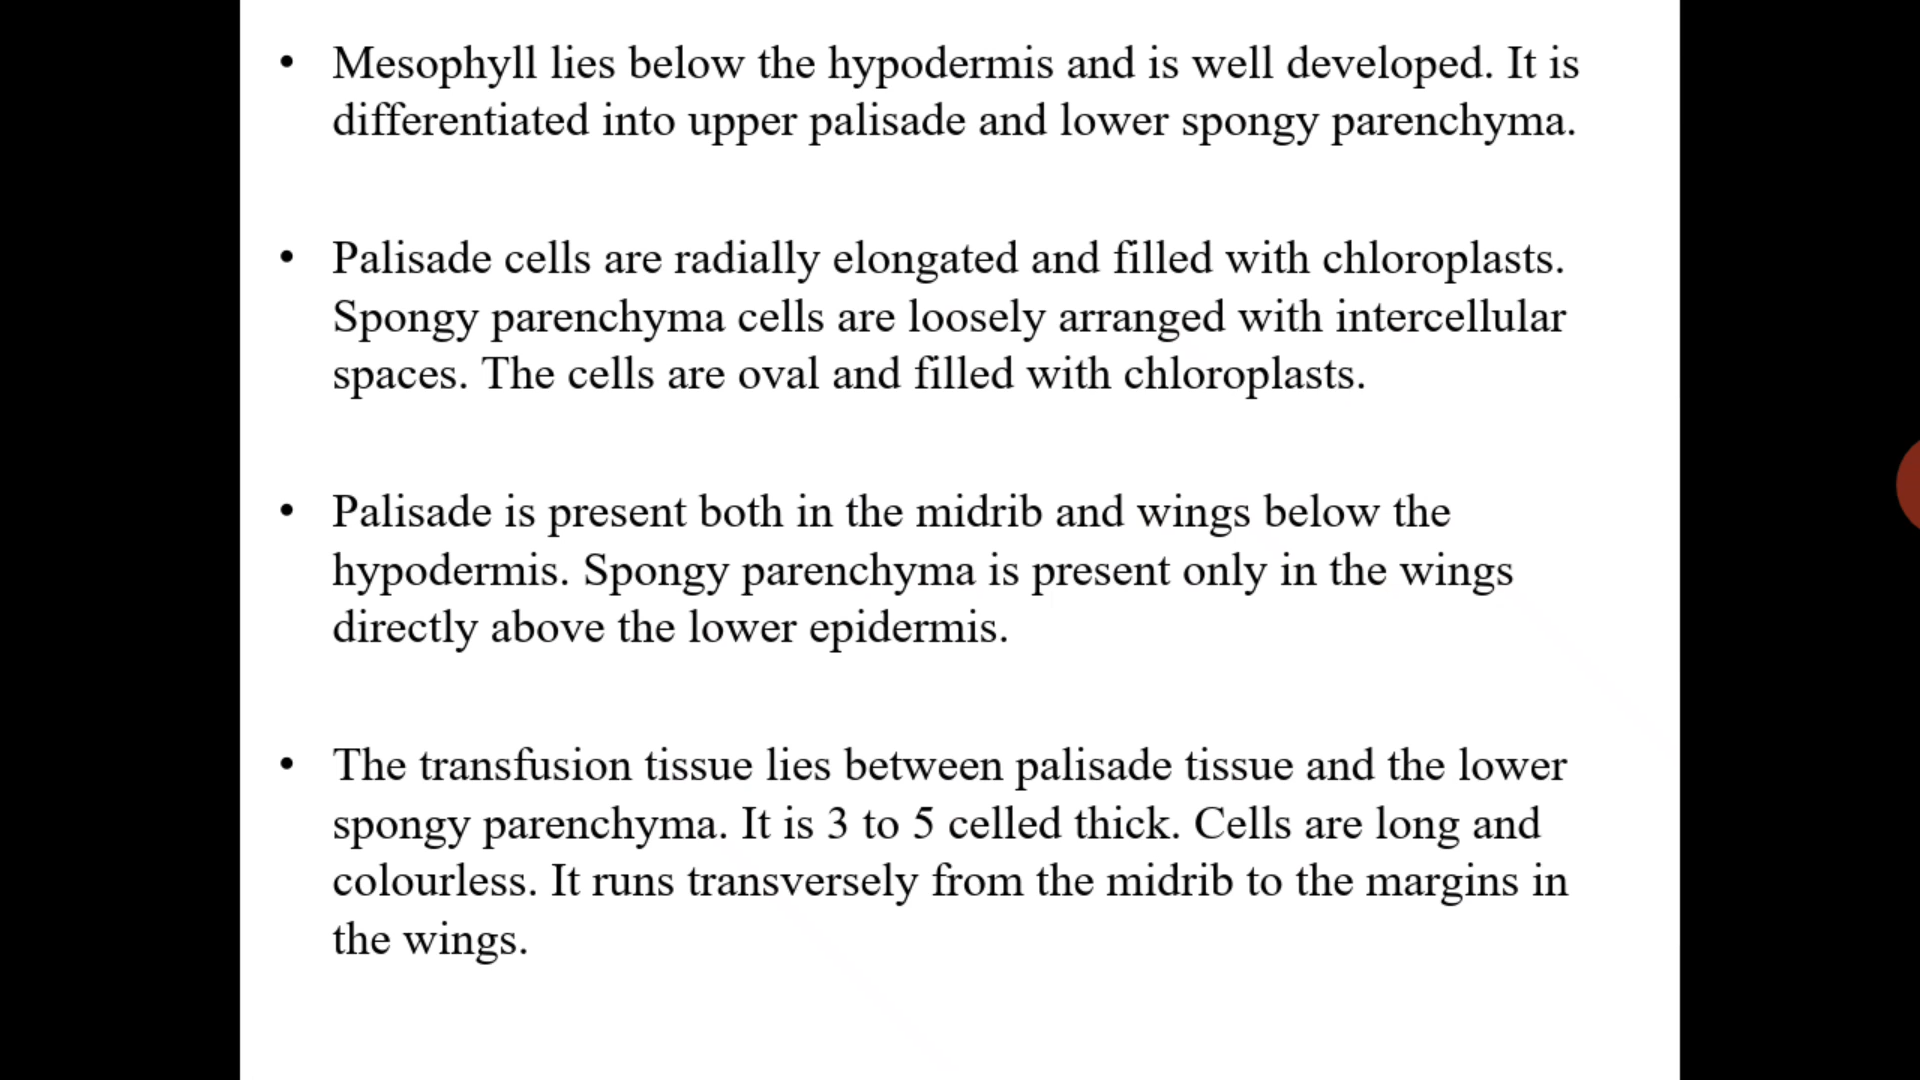 • Mesophyll lies below the hypodermis and is well developed. It is
differentiated into upper palisade and lower spongy parenchyma.
• Palisade cells are radially elongated and filled with chloroplasts.
Spongy parenchyma cells are loosely arranged with intercellular
spaces. The cells are oval and filled with chloroplasts.
• Palisade is present both in the midrib and wings below the
hypodermis. Spongy parenchyma is present only in the wings
directly above the lower epidermis.
• The transfusion tissue lies between palisade tissue and the lower
spongy parenchyma. It is 3 to 5 celled thick. Cells are long and
colourless. It runs transversely from the midrib to the margins in
the wings.